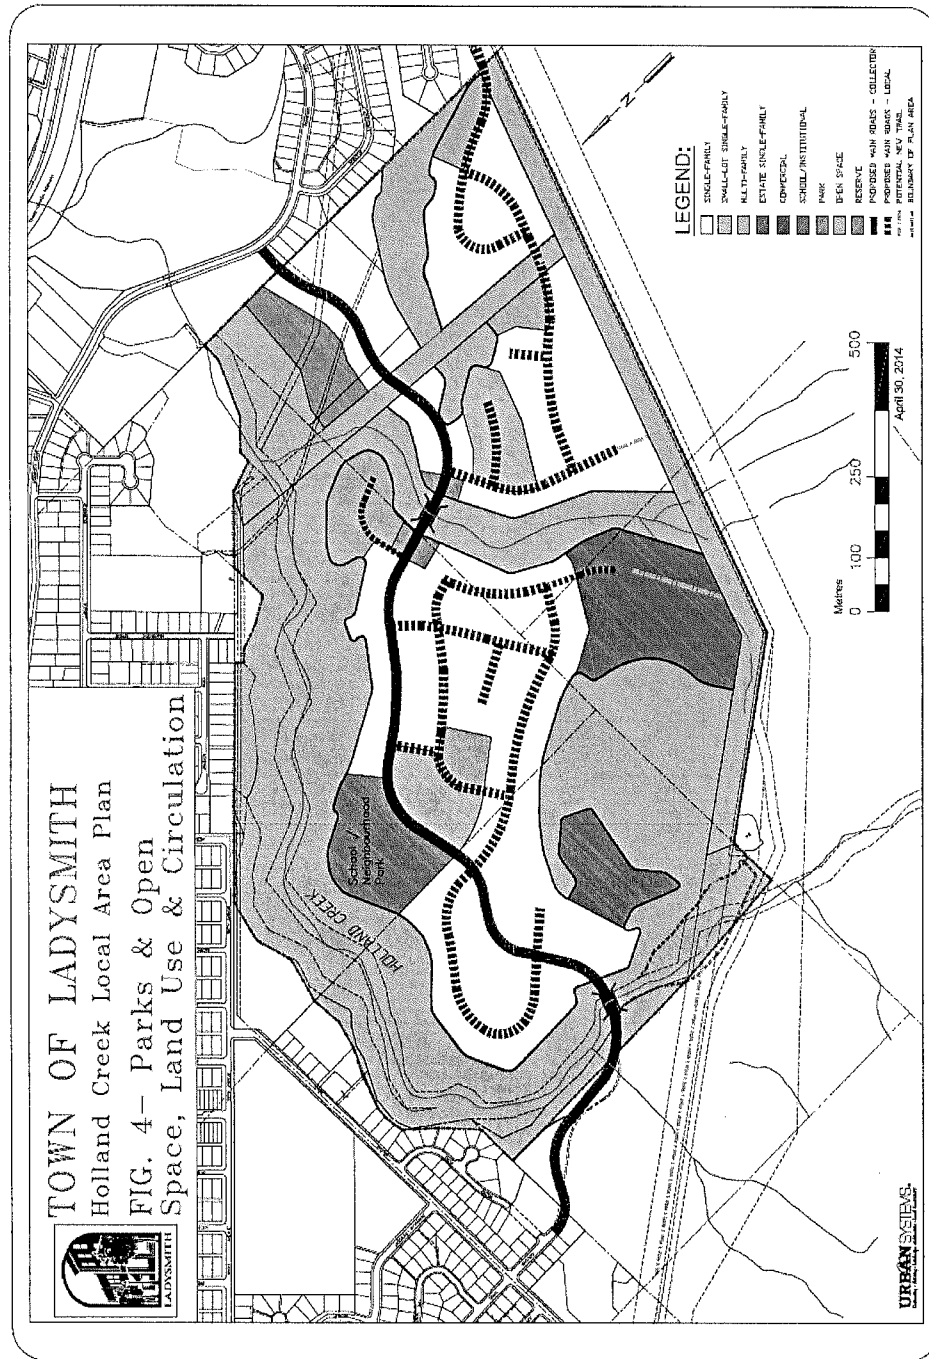 TOWN OF LADYSMITH
Holland Creek Local Area Plan
FIG. 4– Parks & Open
Space, Land Use & Circulation
LADYSMITH
School /
Neighbourhood
Park
HOLLAND CREEK
N
LEGEND:
SINGLE-FAMILY
SMALL-LOT SINGLE-FAMILY
MULTI-FAMILY
ESTATE SINGLE-FAMILY
COMMERCIAL
SCHOOL/INSTITUTIONAL
PARK
OPEN SPACE
RESERVE
PROPOSED MAIN ROADS - COLLECTOR
PROPOSED MAIN ROADS - LOCAL
POTENTIAL NEW TRAIL
BOUNDARY OF PLAN AREA
Metres
0 100 250 500
April 30, 2014
URBANSYSTEMS.